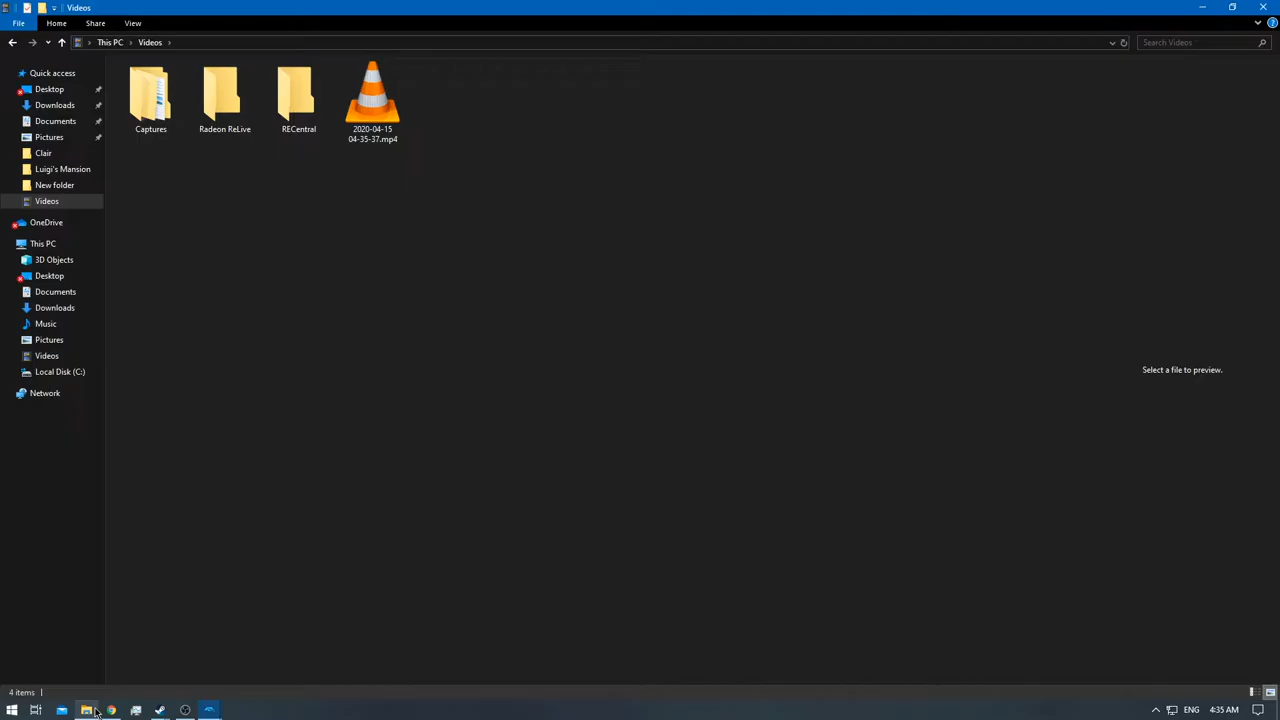 Videos
File Home Share View
This PC Videos
Search Videos
Quick access
Desktop
Downloads
Documents
Pictures
Clair
Luigi's Mansion
New folder
Videos
OneDrive
This PC
3D Objects
Desktop
Documents
Downloads
Music
Pictures
Videos
Local Disk (C:)
Network
Captures
Radeon ReLive
RECentral
2020-04-15
04-35-37.mp4
Select a file to preview.
4 items
ENG 4:35 AM